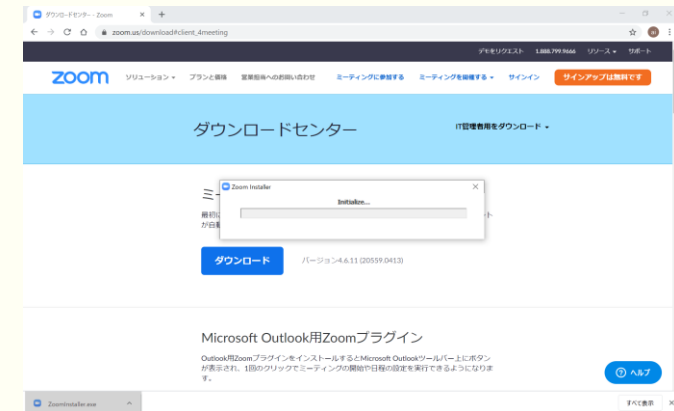 ダウンロードセンター - Zoom
zoom.us/download#client_4meeting
デモをリクエスト 1.888.799.9666 リソース サポート
zoom ソリューション プランと価格 営業担当へのお問い合わせ ミーティングに参加する ミーティングを開催する サインイン サインアップは無料です
ダウンロードセンター IT管理者用をダウンロード
ミ
Zoom Installer
Initialize...
最初に
ト
が自動
ダウンロード バージョン4.6.11 (20559.0413)
Microsoft Outlook用Zoomプラグイン
Outlook用ZoomプラグインをインストールするとMicrosoft Outlookツールバー上にボタン
が表示され、1回のクリックでミーティングの開始や日程の設定を実行できるようになりま
す。
ヘルプ
ZoomInstaller.exe すべて表示